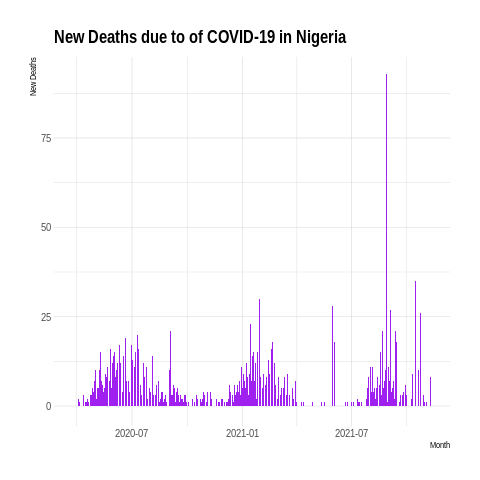 New Deaths due to of COVID-19 in Nigeria
New Deaths
75
50
25
0
2020-07
2021-01
2021-07
Month